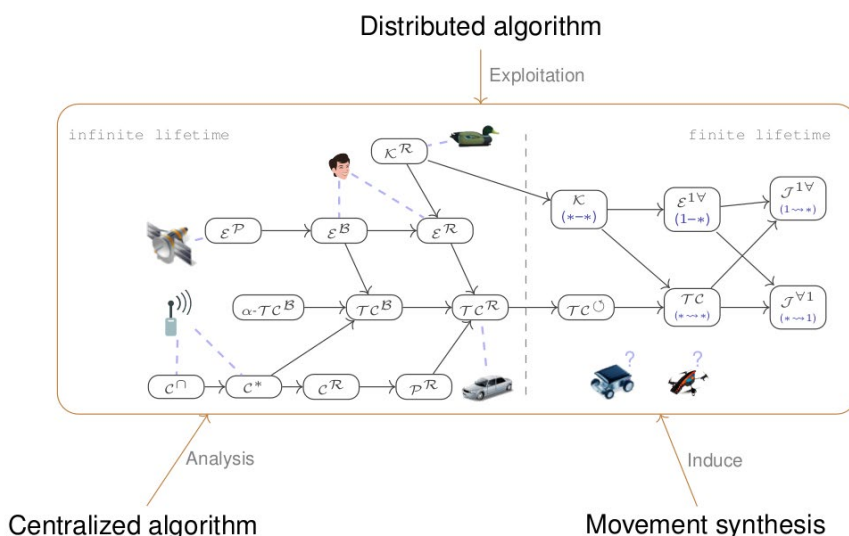 Distributed algorithm
Exploitation
infinite lifetime
finite lifetime
𝒦^ℛ
𝒦
(*−*)
ℰ^1∀
(1−*)
𝒥^1∀
(1⇝*)
ℰ^𝒫
ℰ^ℬ
ℰ^ℛ
α-𝒯𝒞^ℬ
𝒯𝒞^ℬ
𝒯𝒞^ℛ
𝒯𝒞^↺
𝒯𝒞
(*⇝*)
𝒥^∀1
(*⇝1)
𝒞^∩
𝒞^*
𝒞^ℛ
𝒫^ℛ
?
?
Analysis
Induce
Centralized algorithm
Movement synthesis